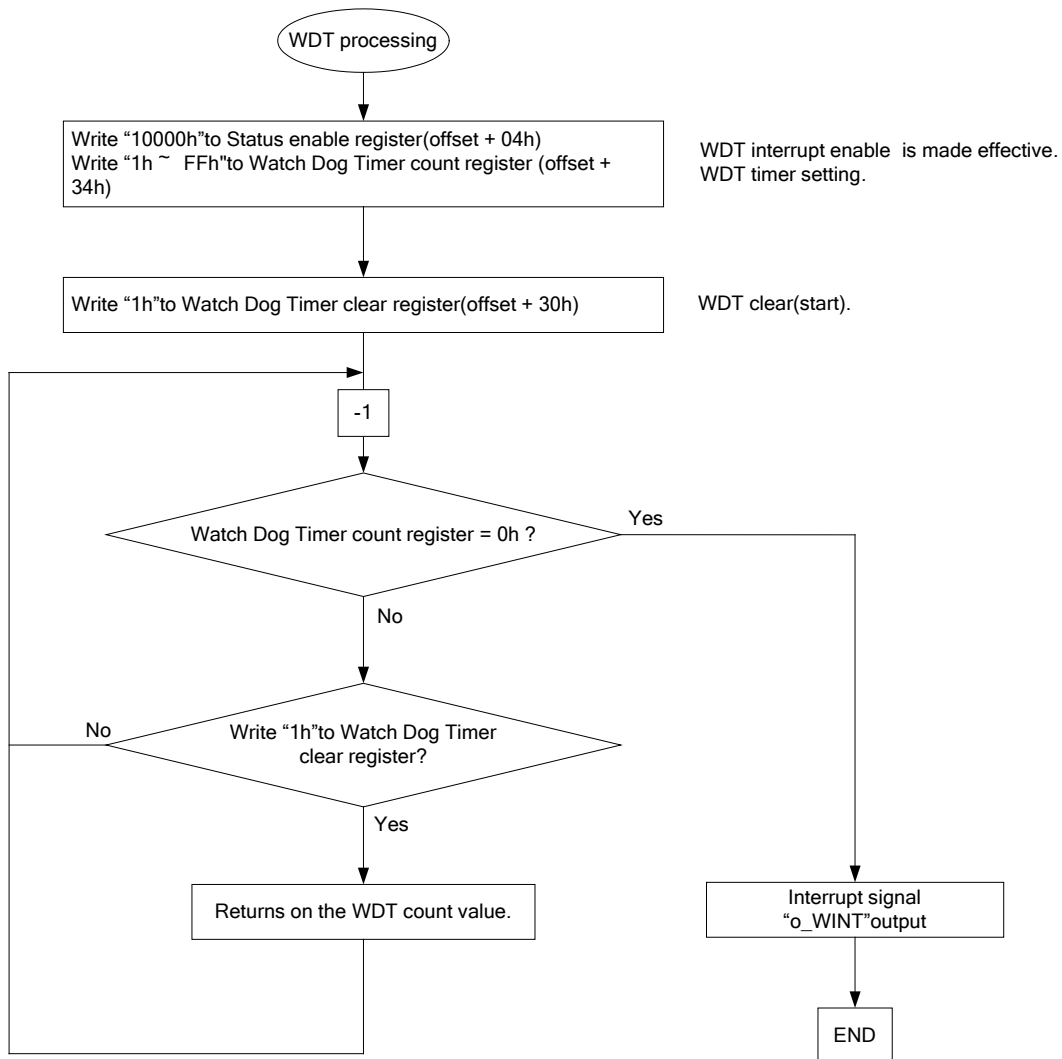 WDT processing
Write “10000h”to Status enable register(offset + 04h)
Write “1h ~ FFh"to Watch Dog Timer count register (offset +
34h)
WDT interrupt enable is made effective.
WDT timer setting.
Write “1h”to Watch Dog Timer clear register(offset + 30h)
WDT clear(start).
-1
Watch Dog Timer count register = 0h ?
Yes
No
Write “1h”to Watch Dog Timer
clear register?
No
Yes
Returns on the WDT count value.
Interrupt signal
“o_WINT”output
END